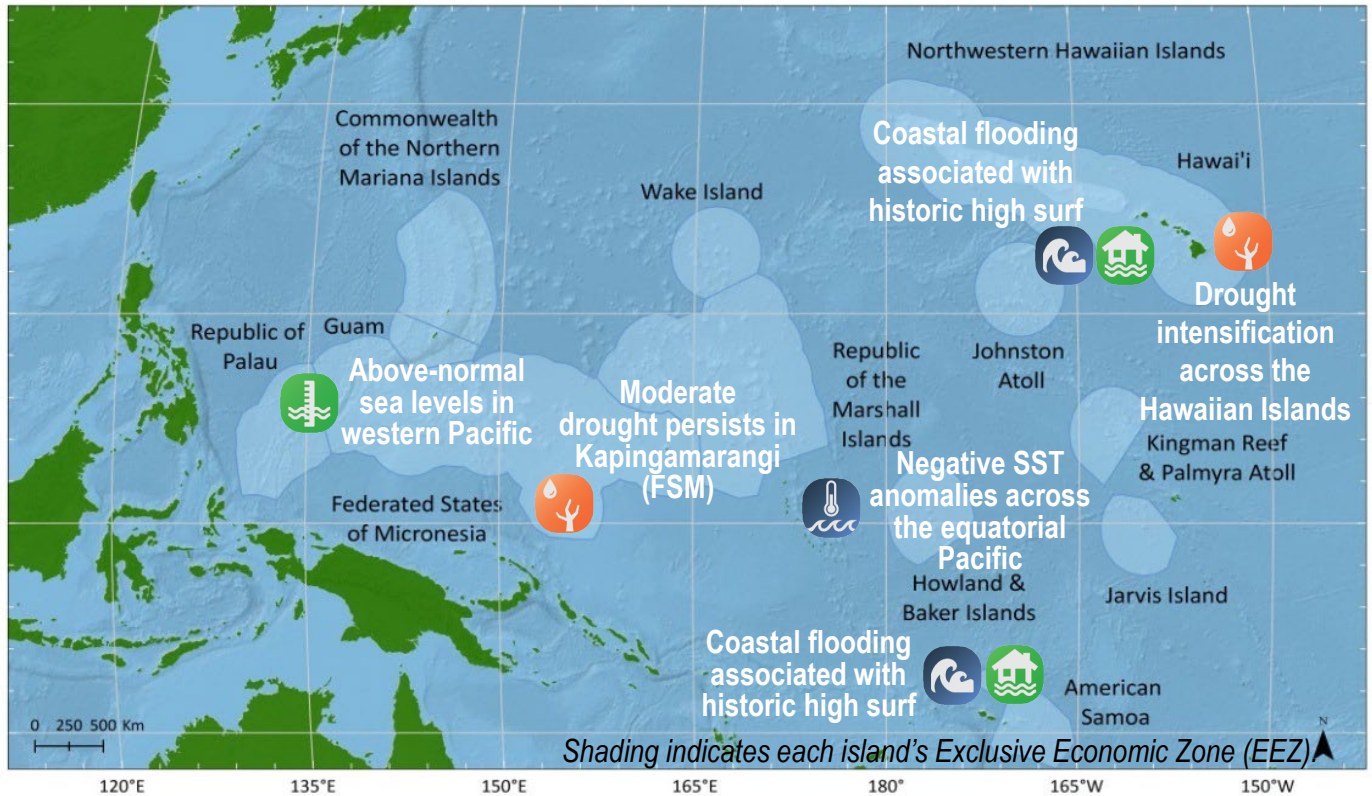 Northwestern Hawaiian Islands
Commonwealth
of the Northern
Mariana Islands
Coastal flooding
associated with
historic high surf
Hawai'i
Wake Island
Drought
intensification
across the
Hawaiian Islands
Republic of
Palau
Guam
Above-normal
sea levels in
western Pacific
Moderate
drought persists in
Kapingamarangi
(FSM)
Republic
of the
Marshall
Islands
Johnston
Atoll
Kingman Reef
& Palmyra Atoll
Negative SST
anomalies across
the equatorial
Pacific
Federated States
of Micronesia
Howland &
Baker Islands
Jarvis Island
Coastal flooding
associated with
historic high surf
American
Samoa
0 250 500 Km
N
Shading indicates each island’s Exclusive Economic Zone (EEZ)
120°E 135°E 150°E 165°E 180° 165°W 150°W